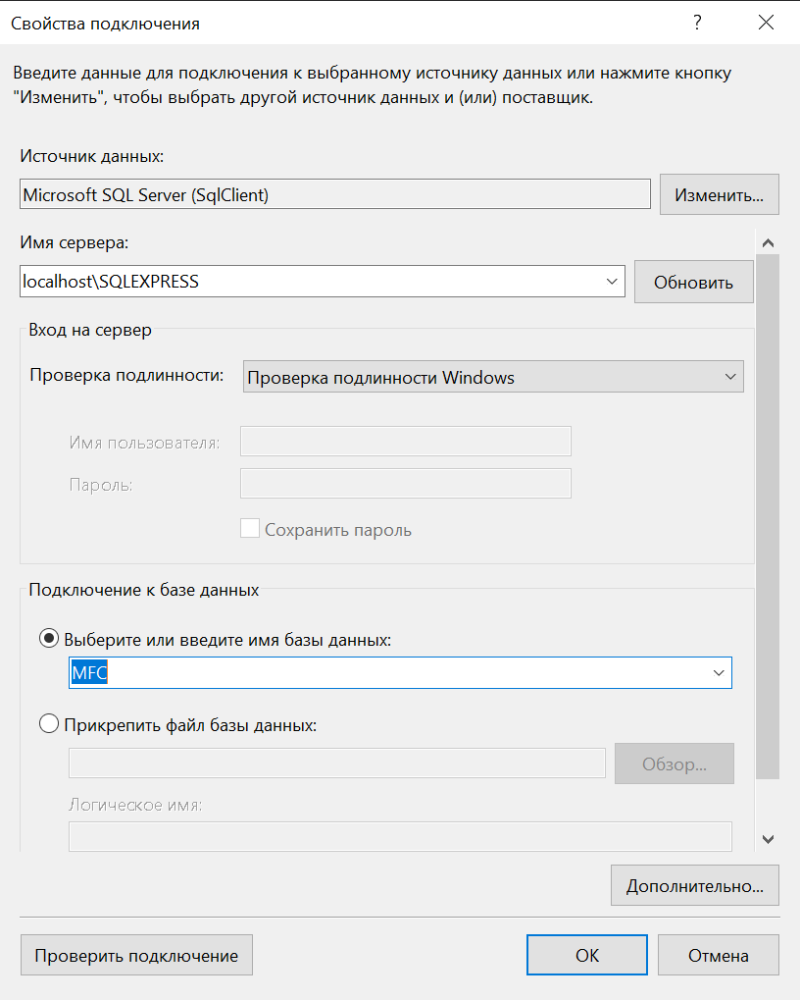 Свойства подключения
Введите данные для подключения к выбранному источнику данных или нажмите кнопку
"Изменить", чтобы выбрать другой источник данных и (или) поставщик.
Источник данных:
Microsoft SQL Server (SqlClient)
Изменить...
Имя сервера:
localhost\SQLEXPRESS
Обновить
Вход на сервер
Проверка подлинности:
Проверка подлинности Windows
Имя пользователя:
Пароль:
Сохранить пароль
Подключение к базе данных
Выберите или введите имя базы данных:
MFC
Прикрепить файл базы данных:
Обзор...
Логическое имя:
Дополнительно...
Проверить подключение
ОК
Отмена